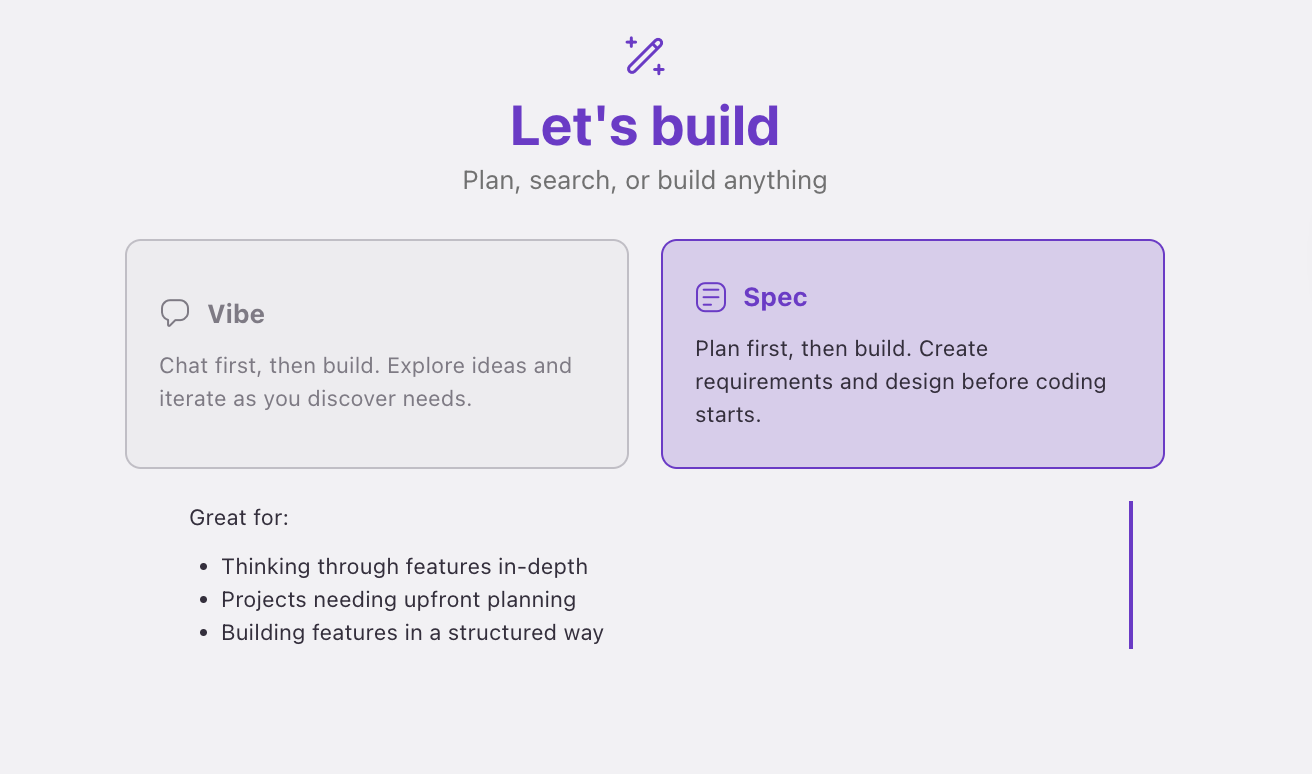 Let's build
Plan, search, or build anything
Vibe
Chat first, then build. Explore ideas and
iterate as you discover needs.
Spec
Plan first, then build. Create
requirements and design before coding
starts.
Great for:
• Thinking through features in-depth
• Projects needing upfront planning
• Building features in a structured way